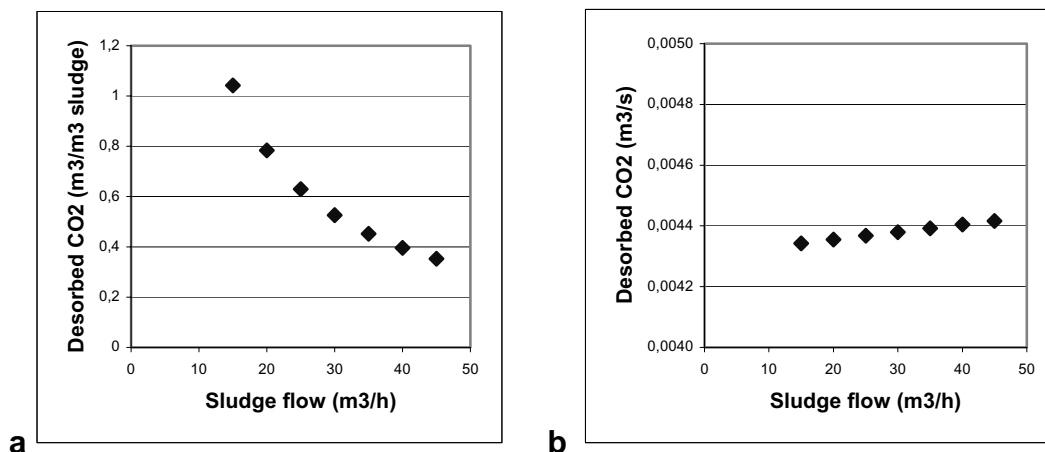 Desorbed CO2 (m3/m3 sludge)
1,2
1
0,8
0,6
0,4
0,2
0
0 10 20 30 40 50
Sludge flow (m3/h)
a
Desorbed CO2 (m3/s)
0,0050
0,0048
0,0046
0,0044
0,0042
0,0040
0 10 20 30 40 50
Sludge flow (m3/h)
b